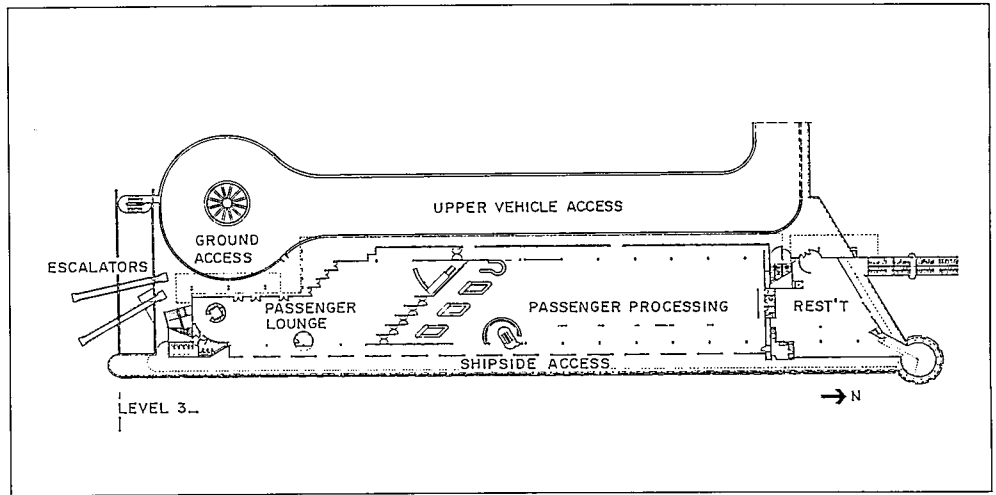 UPPER VEHICLE ACCESS
GROUND
ACCESS
ESCALATORS
PASSENGER
LOUNGE
PASSENGER PROCESSING
REST'T
SHIPSIDE ACCESS
N
LEVEL 3